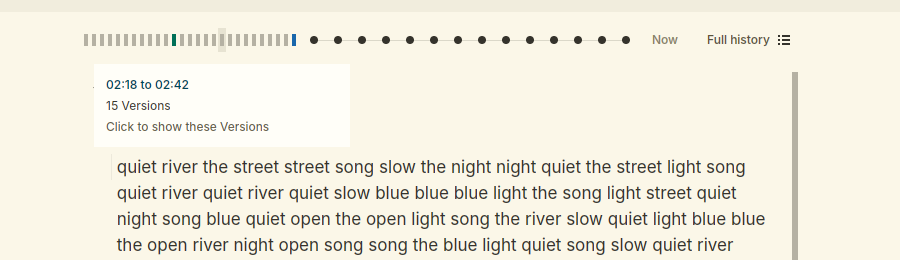 Now
Full history
02:18 to 02:42
15 Versions
Click to show these Versions
quiet river the street street song slow the night night quiet the street light song
quiet river quiet river quiet slow blue blue blue light the song light street quiet
night song blue quiet open the open light song the river slow quiet light blue blue
the open river night open song song the blue light quiet song slow quiet river